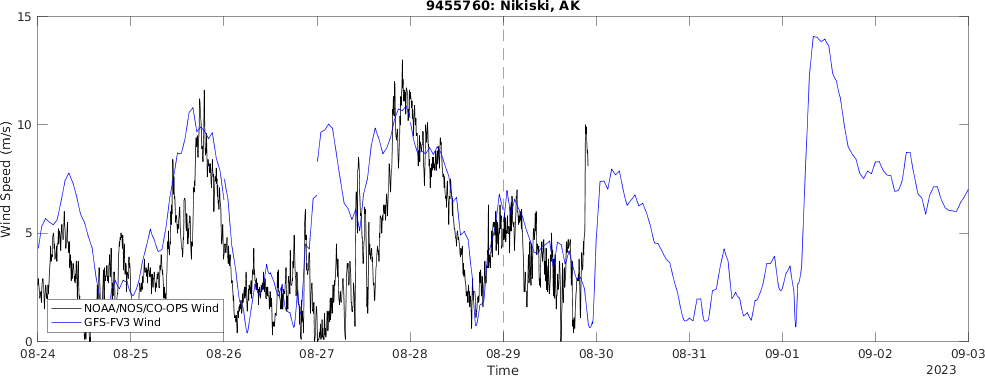 9455760: Nikiski, AK
Wind Speed (m/s)
15
10
5
0
NOAA/NOS/CO-OPS Wind
GFS-FV3 Wind
08-24 08-25 08-26 08-27 08-28 08-29 08-30 08-31 09-01 09-02 09-03
Time
2023